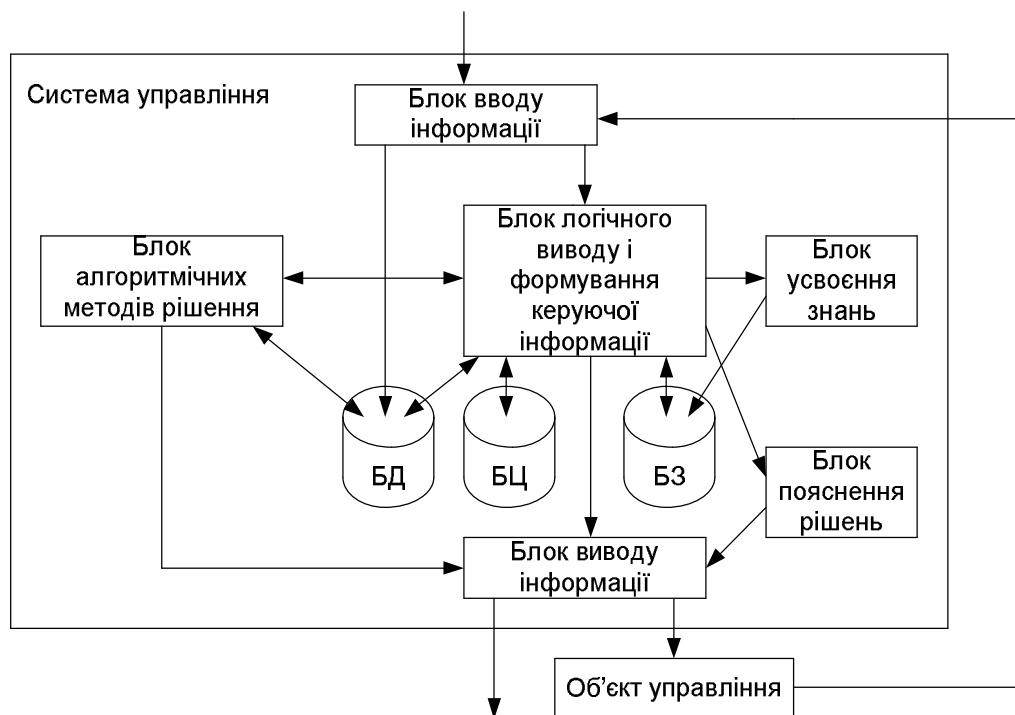 Система управління
Блок вводу
інформації
Блок логічного
виводу і
формування
керуючої
інформації
Блок
алгоритмічних
методів рішення
Блок
усвоєння
знань
БД
БЦ
БЗ
Блок
пояснення
рішень
Блок виводу
інформації
Об’єкт управління